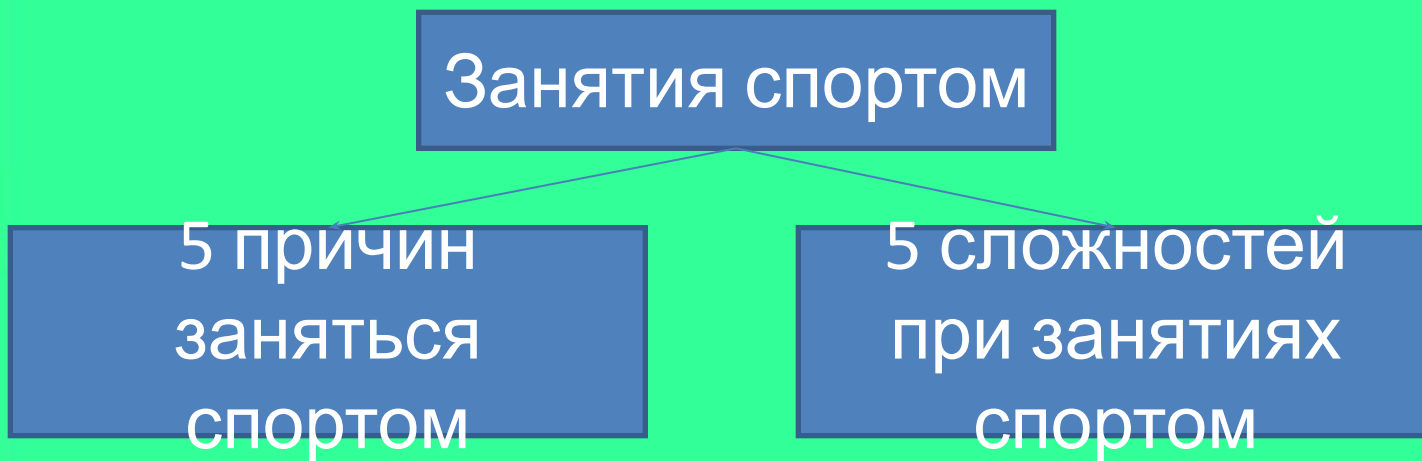 Занятия спортом
5 причин
заняться
спортом
5 сложностей
при занятиях
спортом